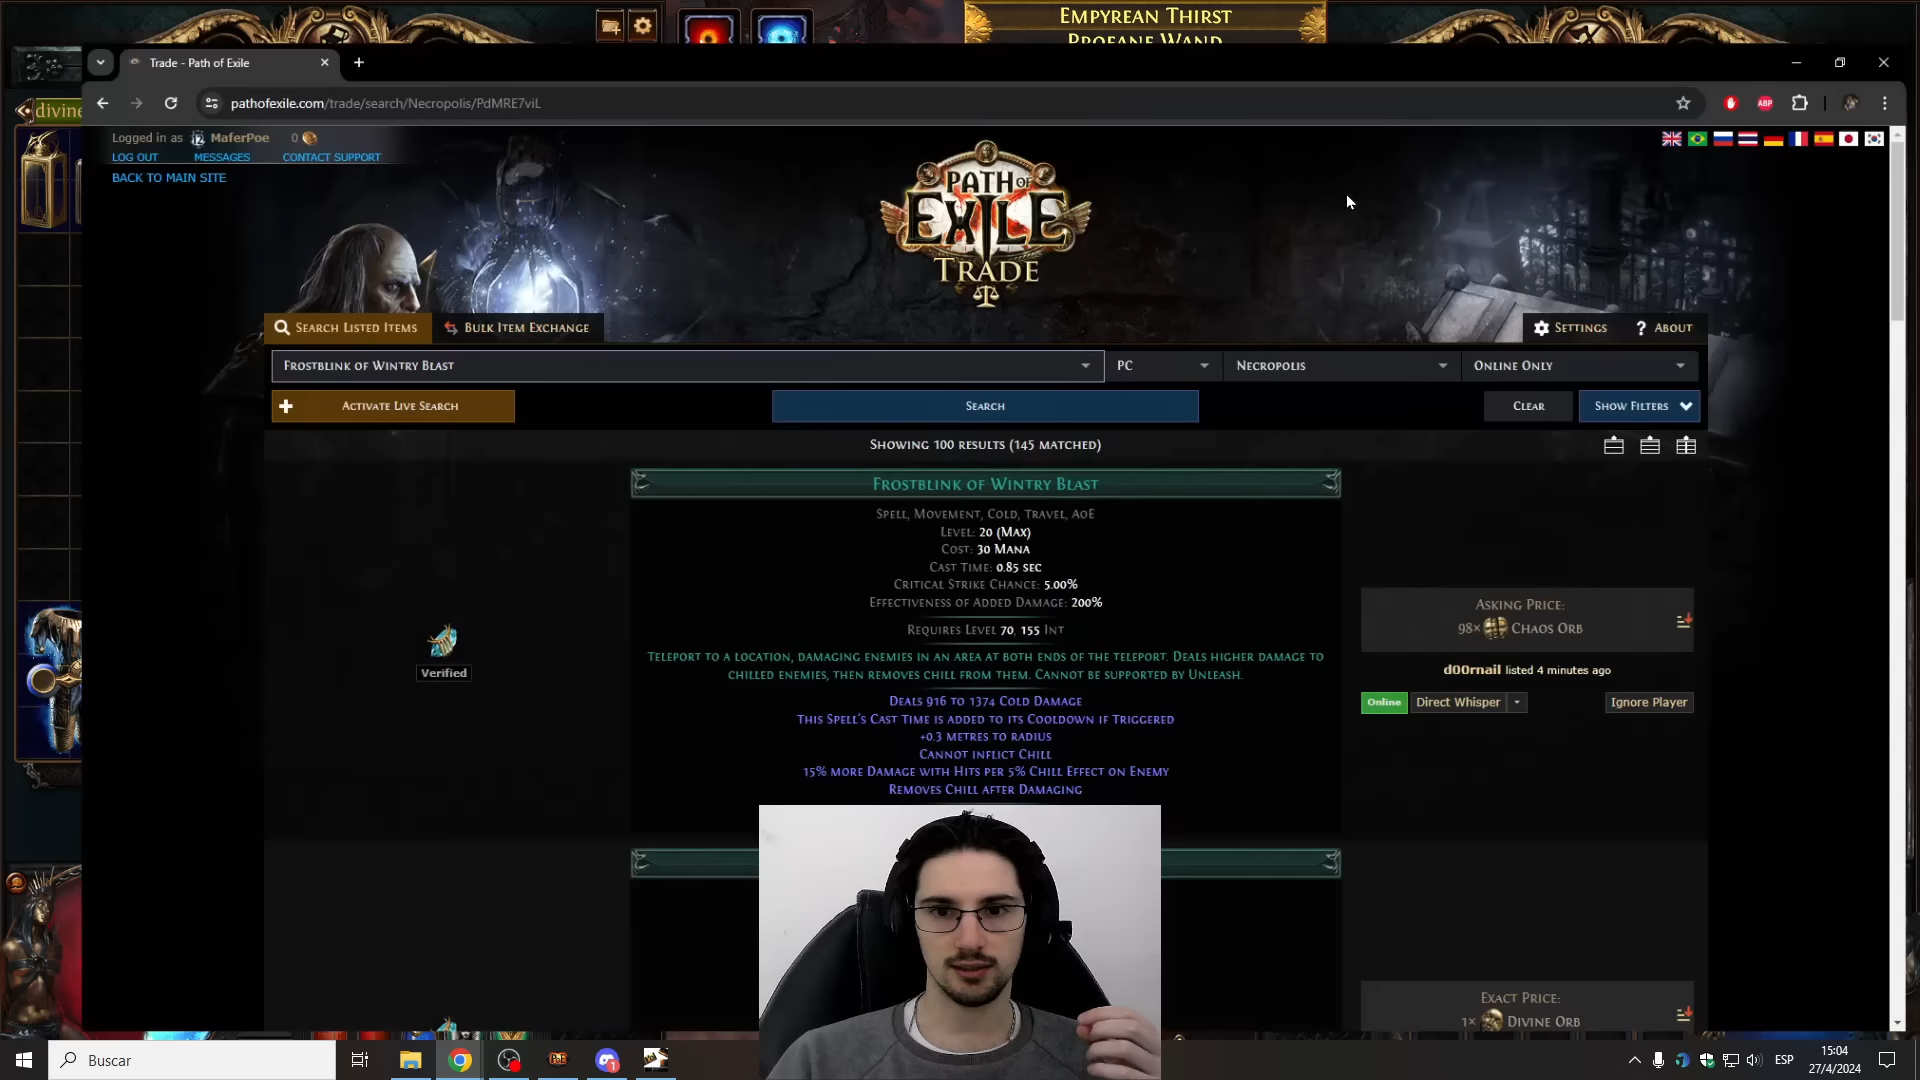 EMPYREAN THIRST
PROFANE WAND
divine
Trade - Path of Exile
pathofexile.com/trade/search/Necropolis/PdMRE7viL
ABP
Logged in as MaferPoe 0
LOG OUT MESSAGES CONTACT SUPPORT
BACK TO MAIN SITE
PATH OF
EXILE
TRADE
SEARCH LISTED ITEMS
BULK ITEM EXCHANGE
SETTINGS
? ABOUT
FROSTBLINK OF WINTRY BLAST
PC
NECROPOLIS
ONLINE ONLY
ACTIVATE LIVE SEARCH
SEARCH
CLEAR
SHOW FILTERS
SHOWING 100 RESULTS (145 MATCHED)
FROSTBLINK OF WINTRY BLAST
SPELL, MOVEMENT, COLD, TRAVEL, AOE
LEVEL: 20 (MAX)
COST: 30 MANA
CAST TIME: 0.85 SEC
CRITICAL STRIKE CHANCE: 5.00%
EFFECTIVENESS OF ADDED DAMAGE: 200%
REQUIRES LEVEL 70, 155 INT
TELEPORT TO A LOCATION, DAMAGING ENEMIES IN AN AREA AT BOTH ENDS OF THE TELEPORT. DEALS HIGHER DAMAGE TO
CHILLED ENEMIES, THEN REMOVES CHILL FROM THEM. CANNOT BE SUPPORTED BY UNLEASH.
DEALS 916 TO 1374 COLD DAMAGE
THIS SPELL'S CAST TIME IS ADDED TO ITS COOLDOWN IF TRIGGERED
+0.3 METRES TO RADIUS
CANNOT INFLICT CHILL
15% MORE DAMAGE WITH HITS PER 5% CHILL EFFECT ON ENEMY
REMOVES CHILL AFTER DAMAGING
Verified
ASKING PRICE:
98× CHAOS ORB
d00rnail listed 4 minutes ago
Online
Direct Whisper
Ignore Player
EXACT PRICE:
1× DIVINE ORB
Buscar
ESP
15:04
27/4/2024